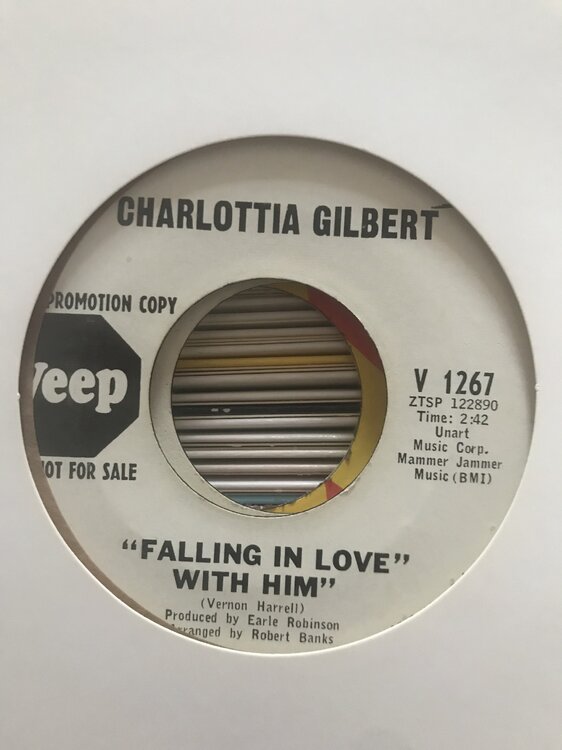 CHARLOTTIA GILBERT
PROMOTION COPY
Veep
NOT FOR SALE
V 1267
ZTSP 122890
Time: 2:42
Unart
Music Corp.
Mammer Jammer
Music (BMI)
“FALLING IN LOVE”
WITH HIM”
(Vernon Harrell)
Produced by Earle Robinson
Arranged by Robert Banks